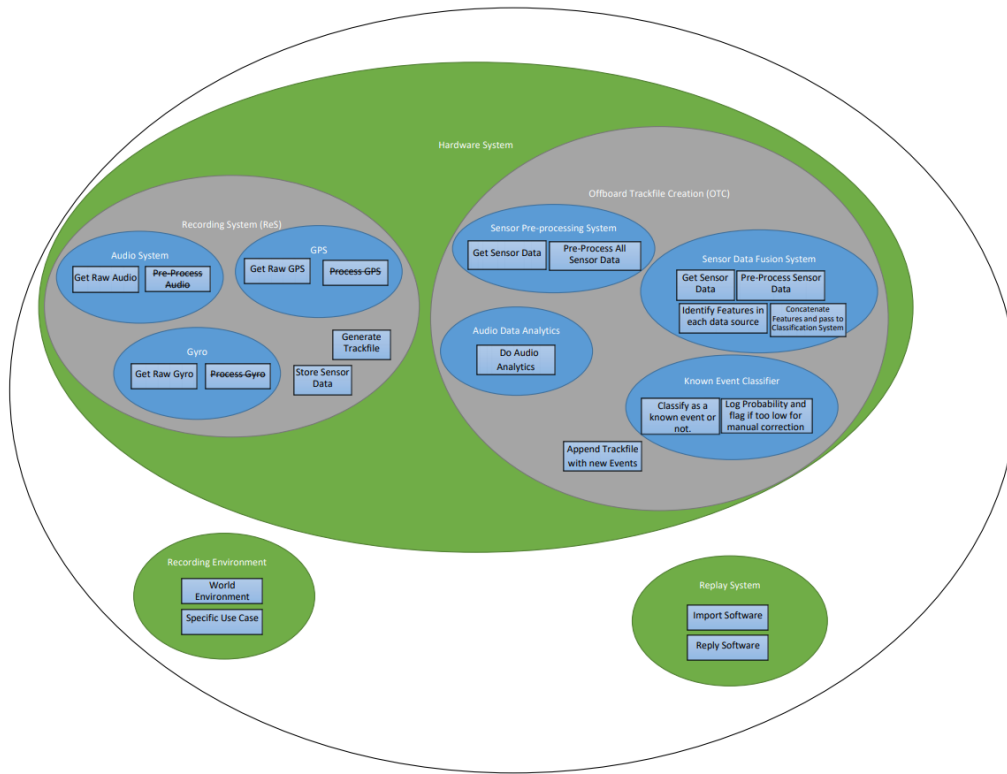 Hardware System
Recording System (ReS)
Audio System
Get Raw Audio
Pre-Process
Audio
GPS
Get Raw GPS
Process GPS
Gyro
Get Raw Gyro
Process Gyro
Generate
Trackfile
Store Sensor
Data
Offboard Trackfile Creation (OTC)
Sensor Pre-processing System
Get Sensor Data
Pre-Process All
Sensor Data
Sensor Data Fusion System
Get Sensor
Data
Pre-Process Sensor
Data
Identify Features in
each data source
Concatenate
Features and pass to
Classification System
Audio Data Analytics
Do Audio
Analytics
Known Event Classifier
Classify as a
known event or
not.
Log Probability and
flag if too low for
manual correction
Append Trackfile
with new Events
Recording Environment
World
Environment
Specific Use Case
Replay System
Import Software
Reply Software